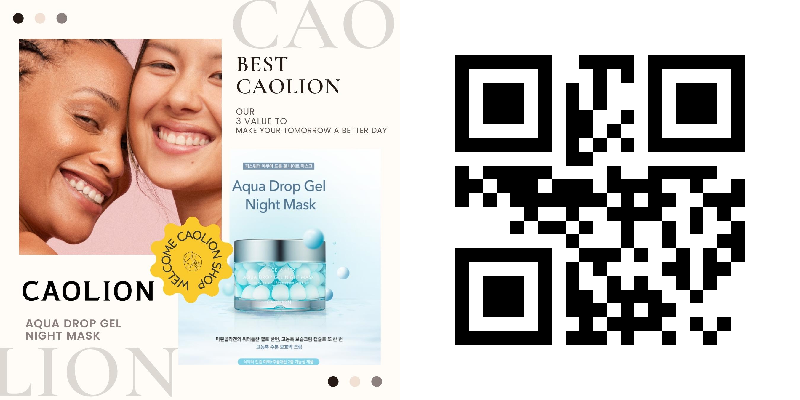 CAO
BEST
CAOLION
OUR
3 VALUE TO
MAKE YOUR TOMORROW A BETTER DAY
Aqua Drop Gel
Night Mask
WELCOME CAOLION SHOP
CAOLION
AQUA DROP GEL
NIGHT MASK
LION